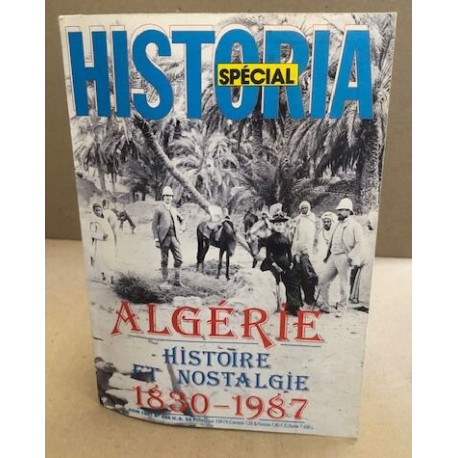 HISTORIA
SPÉCIAL
ALGÉRIE
HISTOIRE
ET NOSTALGIE
1830-1987